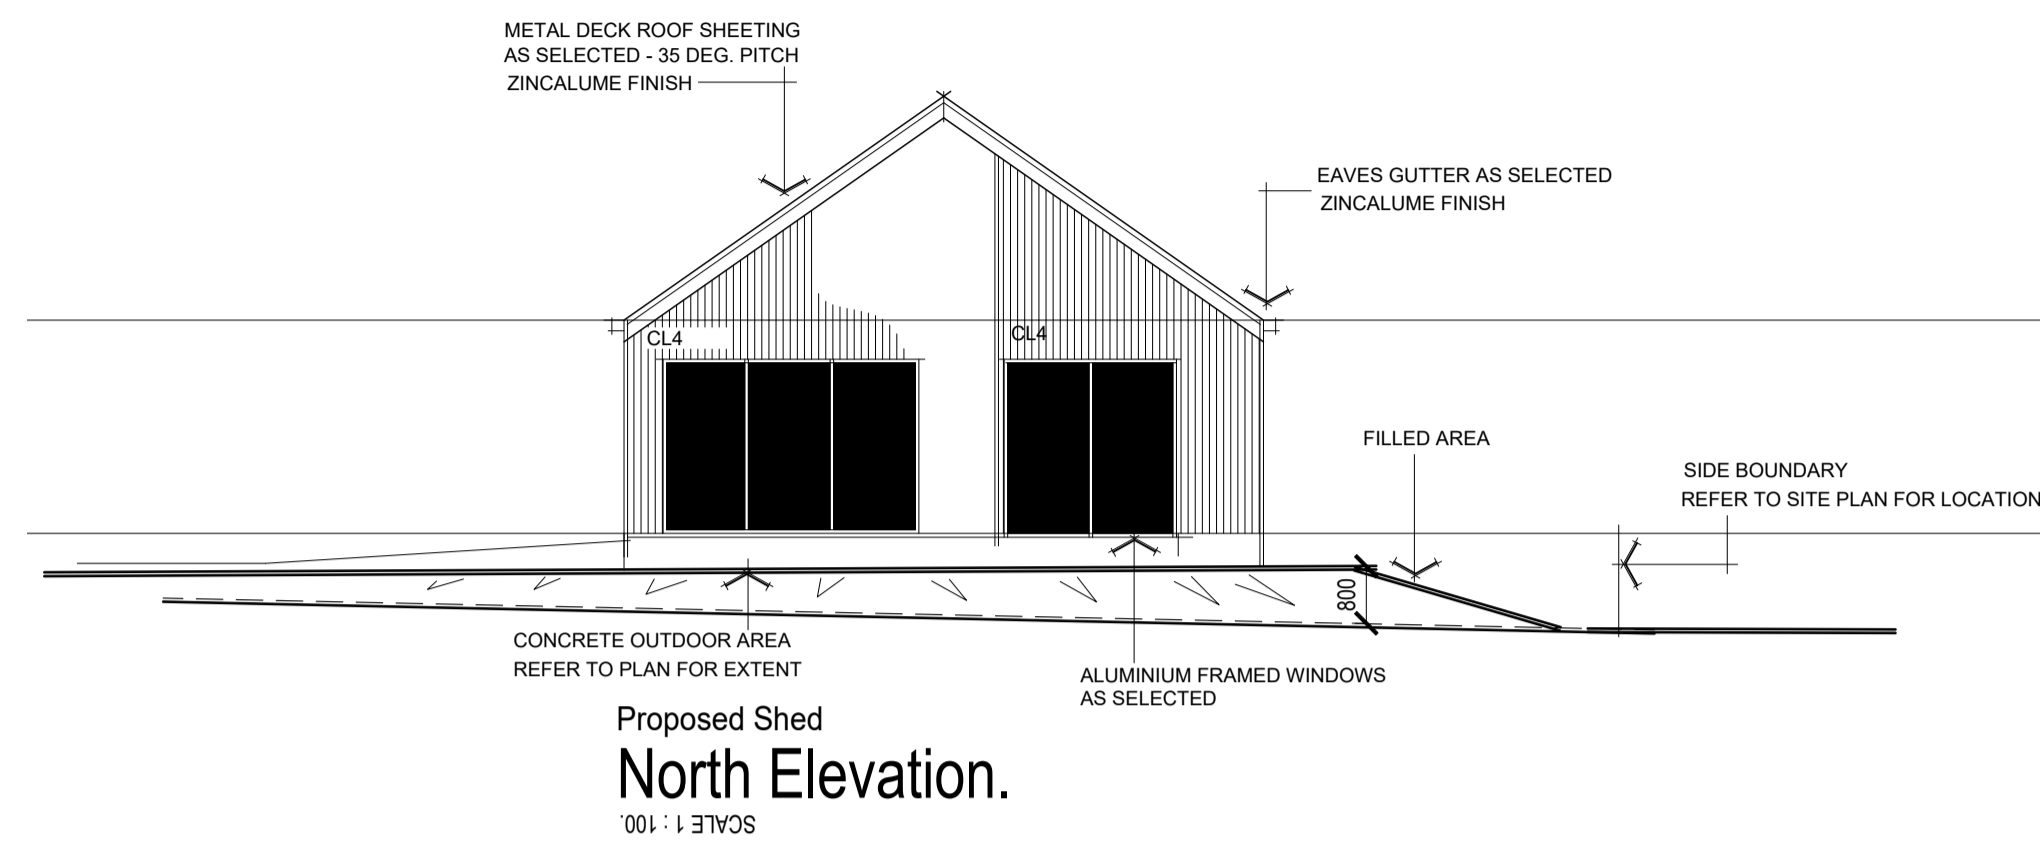 METAL DECK ROOF SHEETING
AS SELECTED - 35 DEG. PITCH
ZINCALUME FINISH
EAVES GUTTER AS SELECTED
ZINCALUME FINISH
CL4
CL4
FILLED AREA
SIDE BOUNDARY
REFER TO SITE PLAN FOR LOCATION
800
CONCRETE OUTDOOR AREA
REFER TO PLAN FOR EXTENT
ALUMINIUM FRAMED WINDOWS
AS SELECTED
Proposed Shed
North Elevation.
SCALE 1 : 100.